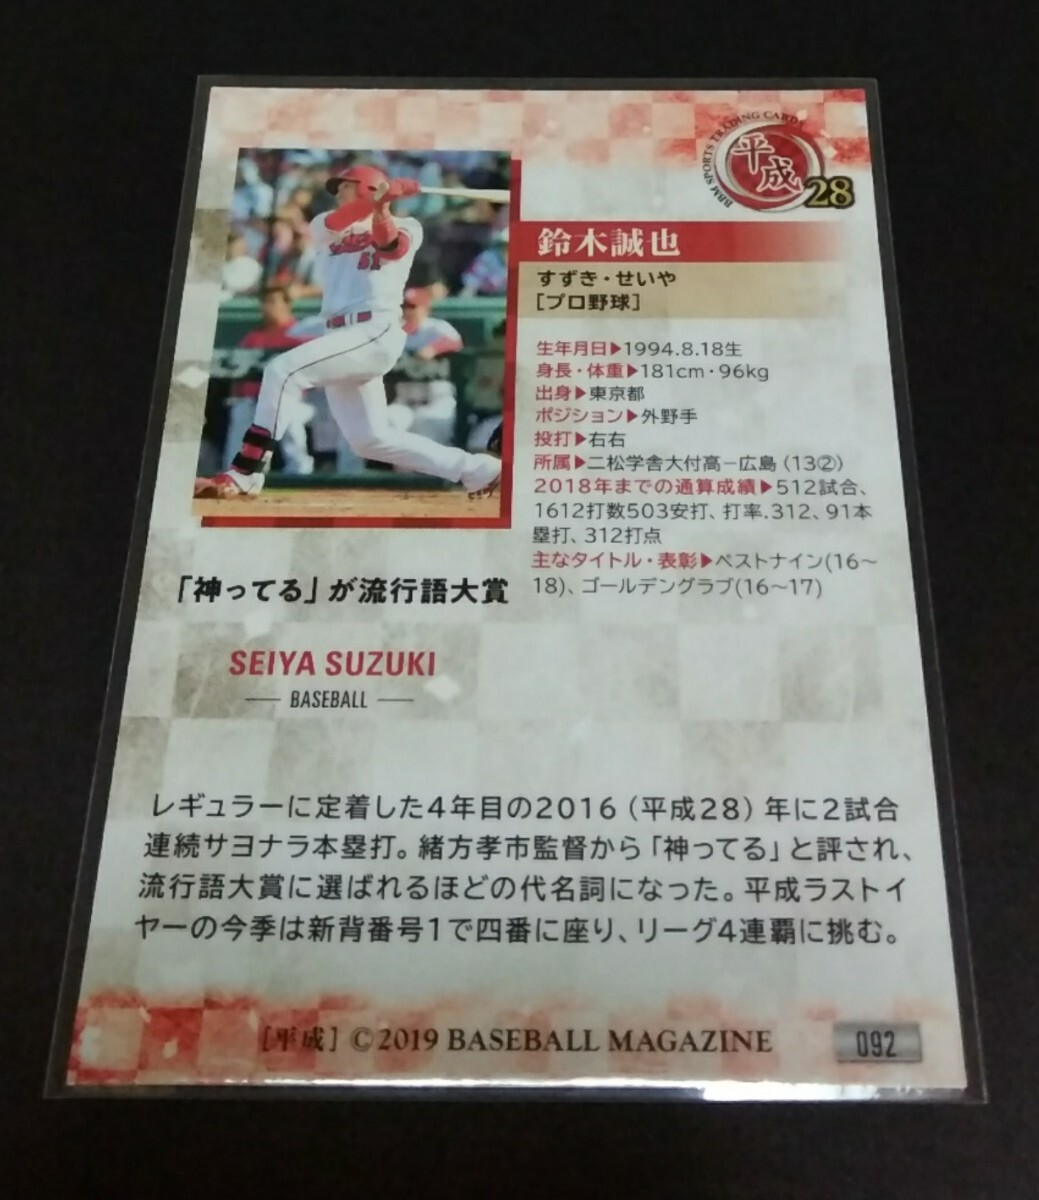 BBM SPORTS TRADING CARDS
平成
28
51
鈴木誠也
すずき・せいや
[プロ野球]
生年月日▶1994.8.18生
身長・体重▶181cm・96kg
出身▶東京都
ポジション▶外野手
投打▶右右
所属▶二松学舎大付高－広島（13②）
2018年までの通算成績▶512試合、
1612打数503安打、打率.312、91本
塁打、312打点
主なタイトル・表彰▶ベストナイン(16〜
18)、ゴールデングラブ(16〜17)
「神ってる」が流行語大賞
SEIYA SUZUKI
BASEBALL
レギュラーに定着した4年目の2016（平成28）年に2試合
連続サヨナラ本塁打。緒方孝市監督から「神ってる」と評され、
流行語大賞に選ばれるほどの代名詞になった。平成ラストイ
ヤーの今季は新背番号1で四番に座り、リーグ4連覇に挑む。
[平成] ©2019 BASEBALL MAGAZINE
092